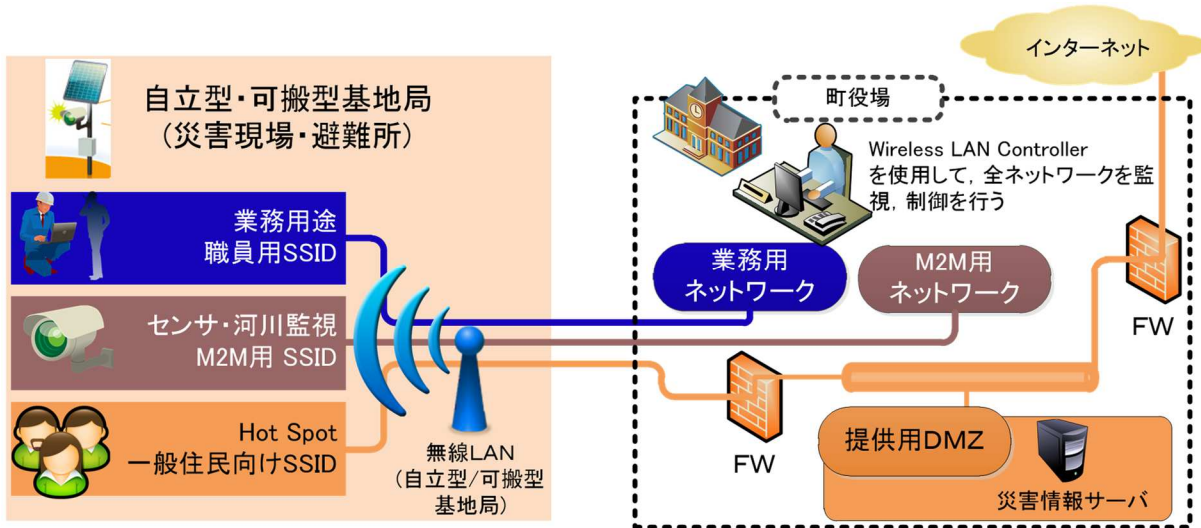 自立型・可搬型基地局
(災害現場・避難所)
業務用途
職員用SSID
センサ・河川監視
M2M用 SSID
Hot Spot
一般住民向けSSID
無線LAN
(自立型/可搬型
基地局)
インターネット
町役場
Wireless LAN Controller
を使用して, 全ネットワークを監
視, 制御を行う
業務用
ネットワーク
M2M用
ネットワーク
FW
FW
提供用DMZ
災害情報サーバ